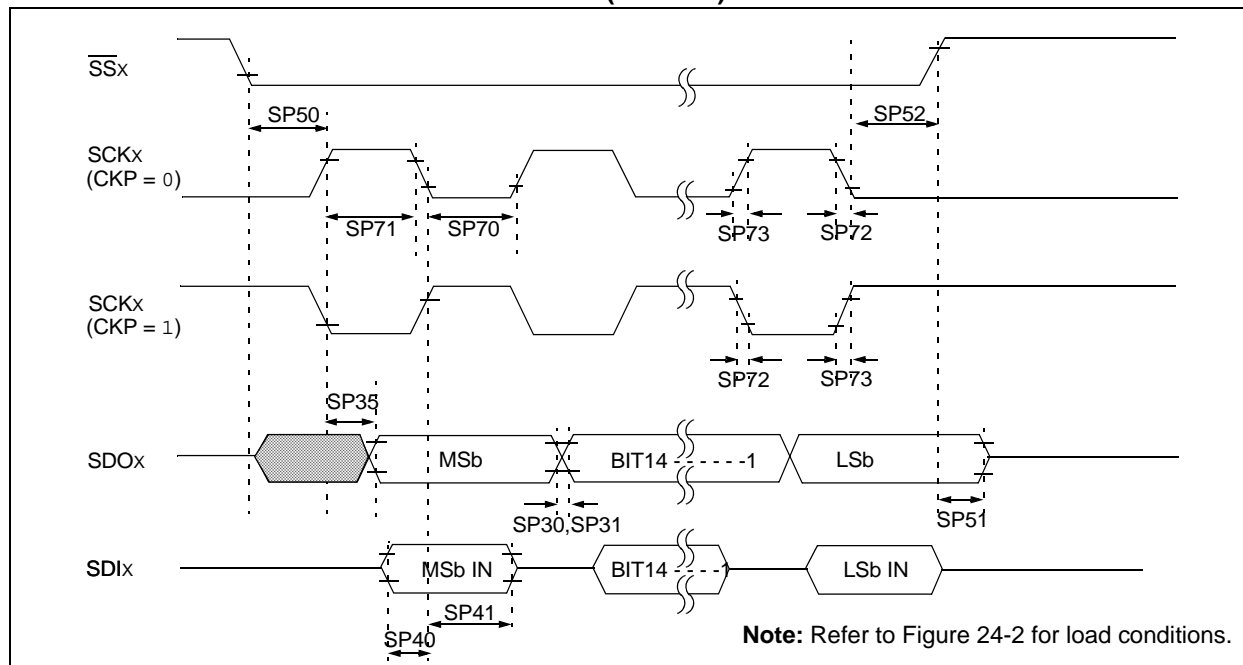 SSX
SP50
SP52
SCKX
(CKP = 0)
SP71
SP70
SP73
SP72
SCKX
(CKP = 1)
SP72
SP73
SP35
SDOX
MSb
BIT14 - - - - - -1
LSb
SP30,SP31
SP51
SDIX
MSb IN
BIT14 - - - -1
LSb IN
SP41
SP40
Note: Refer to Figure 24-2 for load conditions.